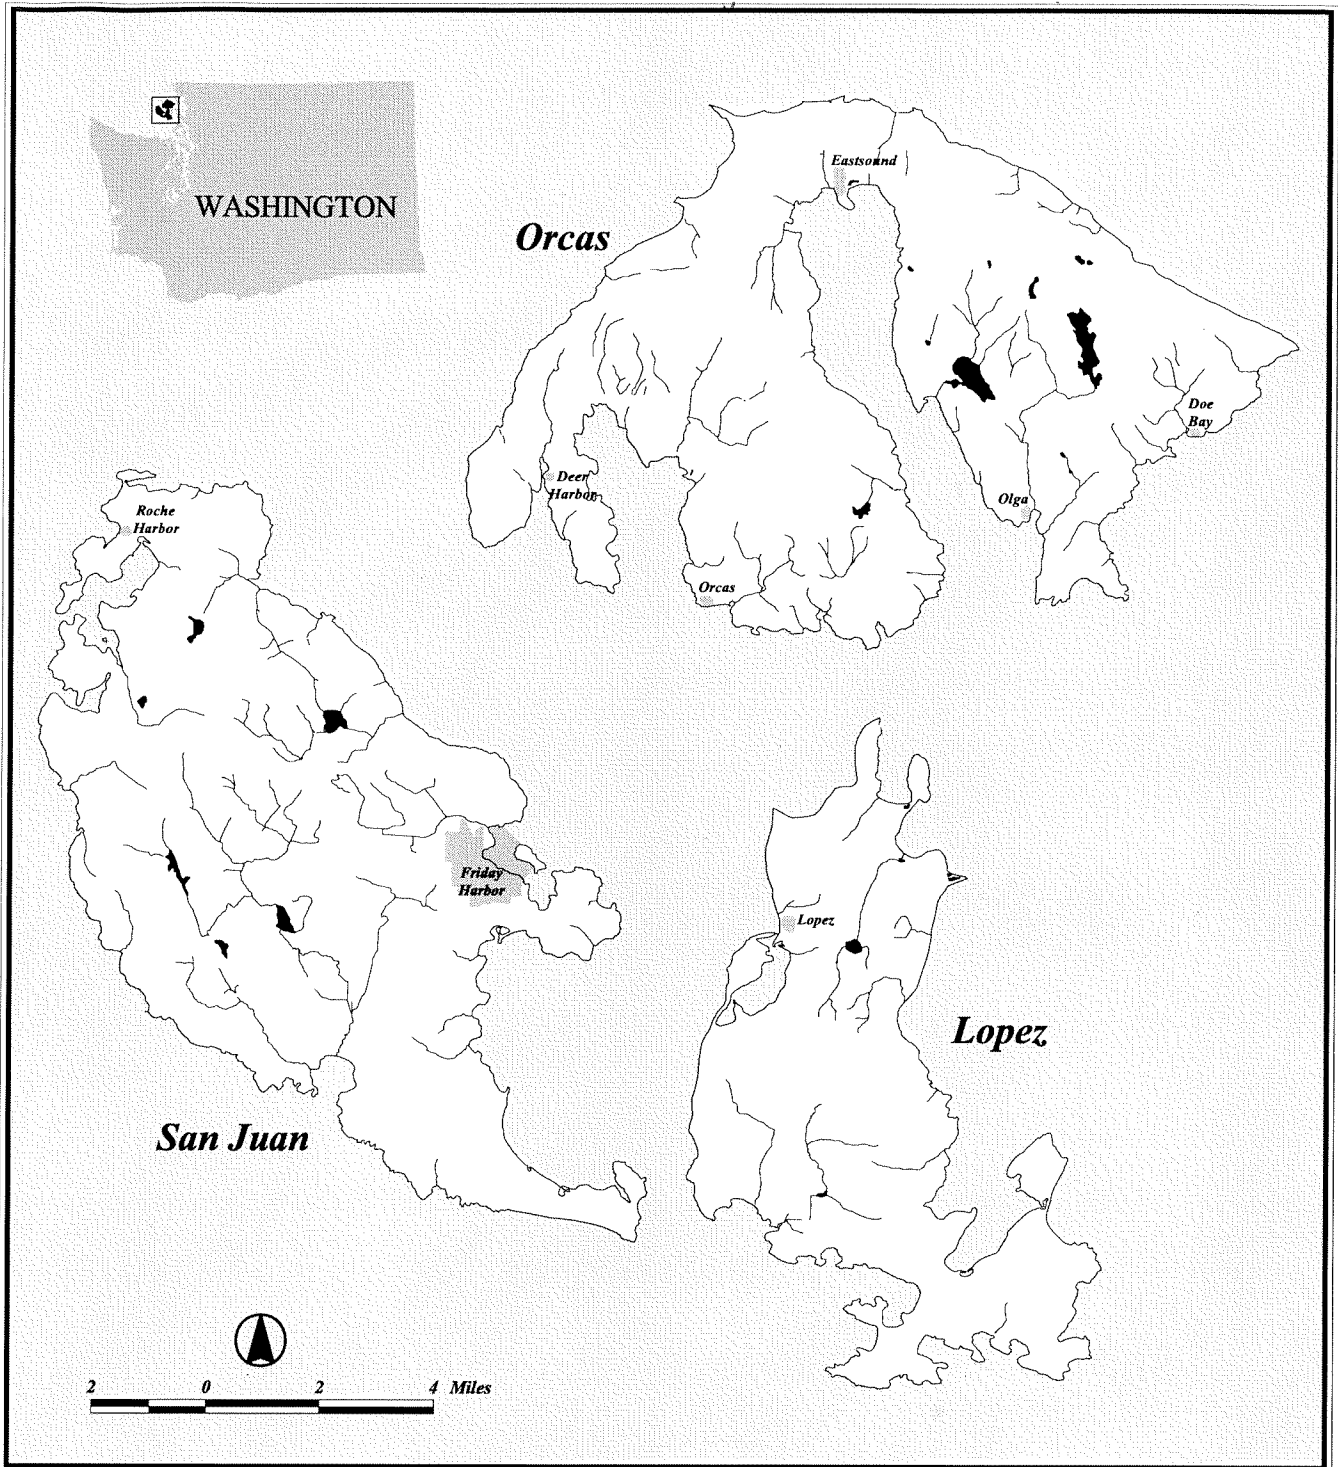 WASHINGTON
Orcas
Eastsound
Doe
Bay
Deer
Harbor
Olga
Orcas
Roche
Harbor
Friday
Harbor
Lopez
Lopez
San Juan
2 0 2 4 Miles